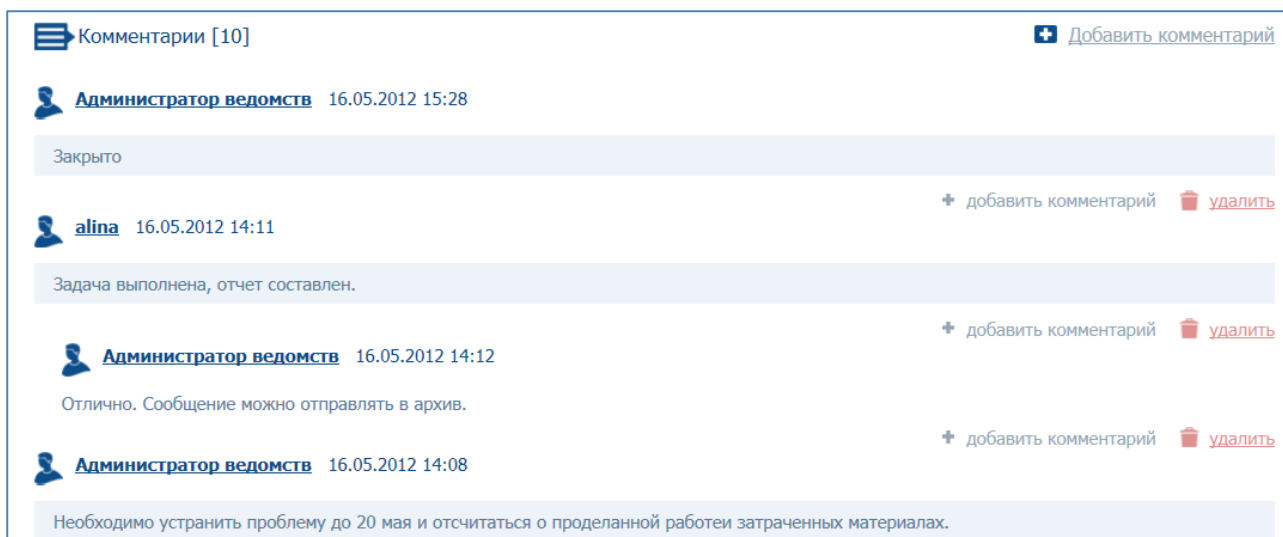 Комментарии [10]
Добавить комментарий
Администратор ведомств 16.05.2012 15:28
Закрыто
+ добавить комментарий удалить
alina 16.05.2012 14:11
Задача выполнена, отчет составлен.
+ добавить комментарий удалить
Администратор ведомств 16.05.2012 14:12
Отлично. Сообщение можно отправлять в архив.
+ добавить комментарий удалить
Администратор ведомств 16.05.2012 14:08
Необходимо устранить проблему до 20 мая и отсчитаться о проделанной работеи затраченных материалах.